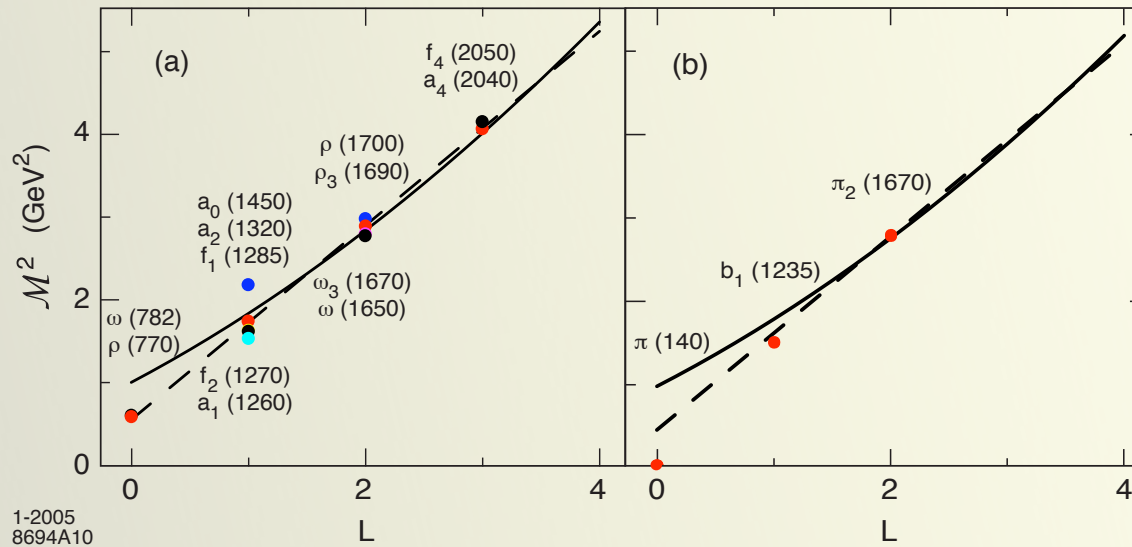 (a)
f4 (2050)
a4 (2040)
ρ (1700)
ρ3 (1690)
a0 (1450)
a2 (1320)
f1 (1285)
ω3 (1670)
ω (1650)
ω (782)
ρ (770)
f2 (1270)
a1 (1260)
ℳ² (GeV²)
4
2
0
0
2
4
L
(b)
π2 (1670)
b1 (1235)
π (140)
0
2
4
L
1-2005
8694A10